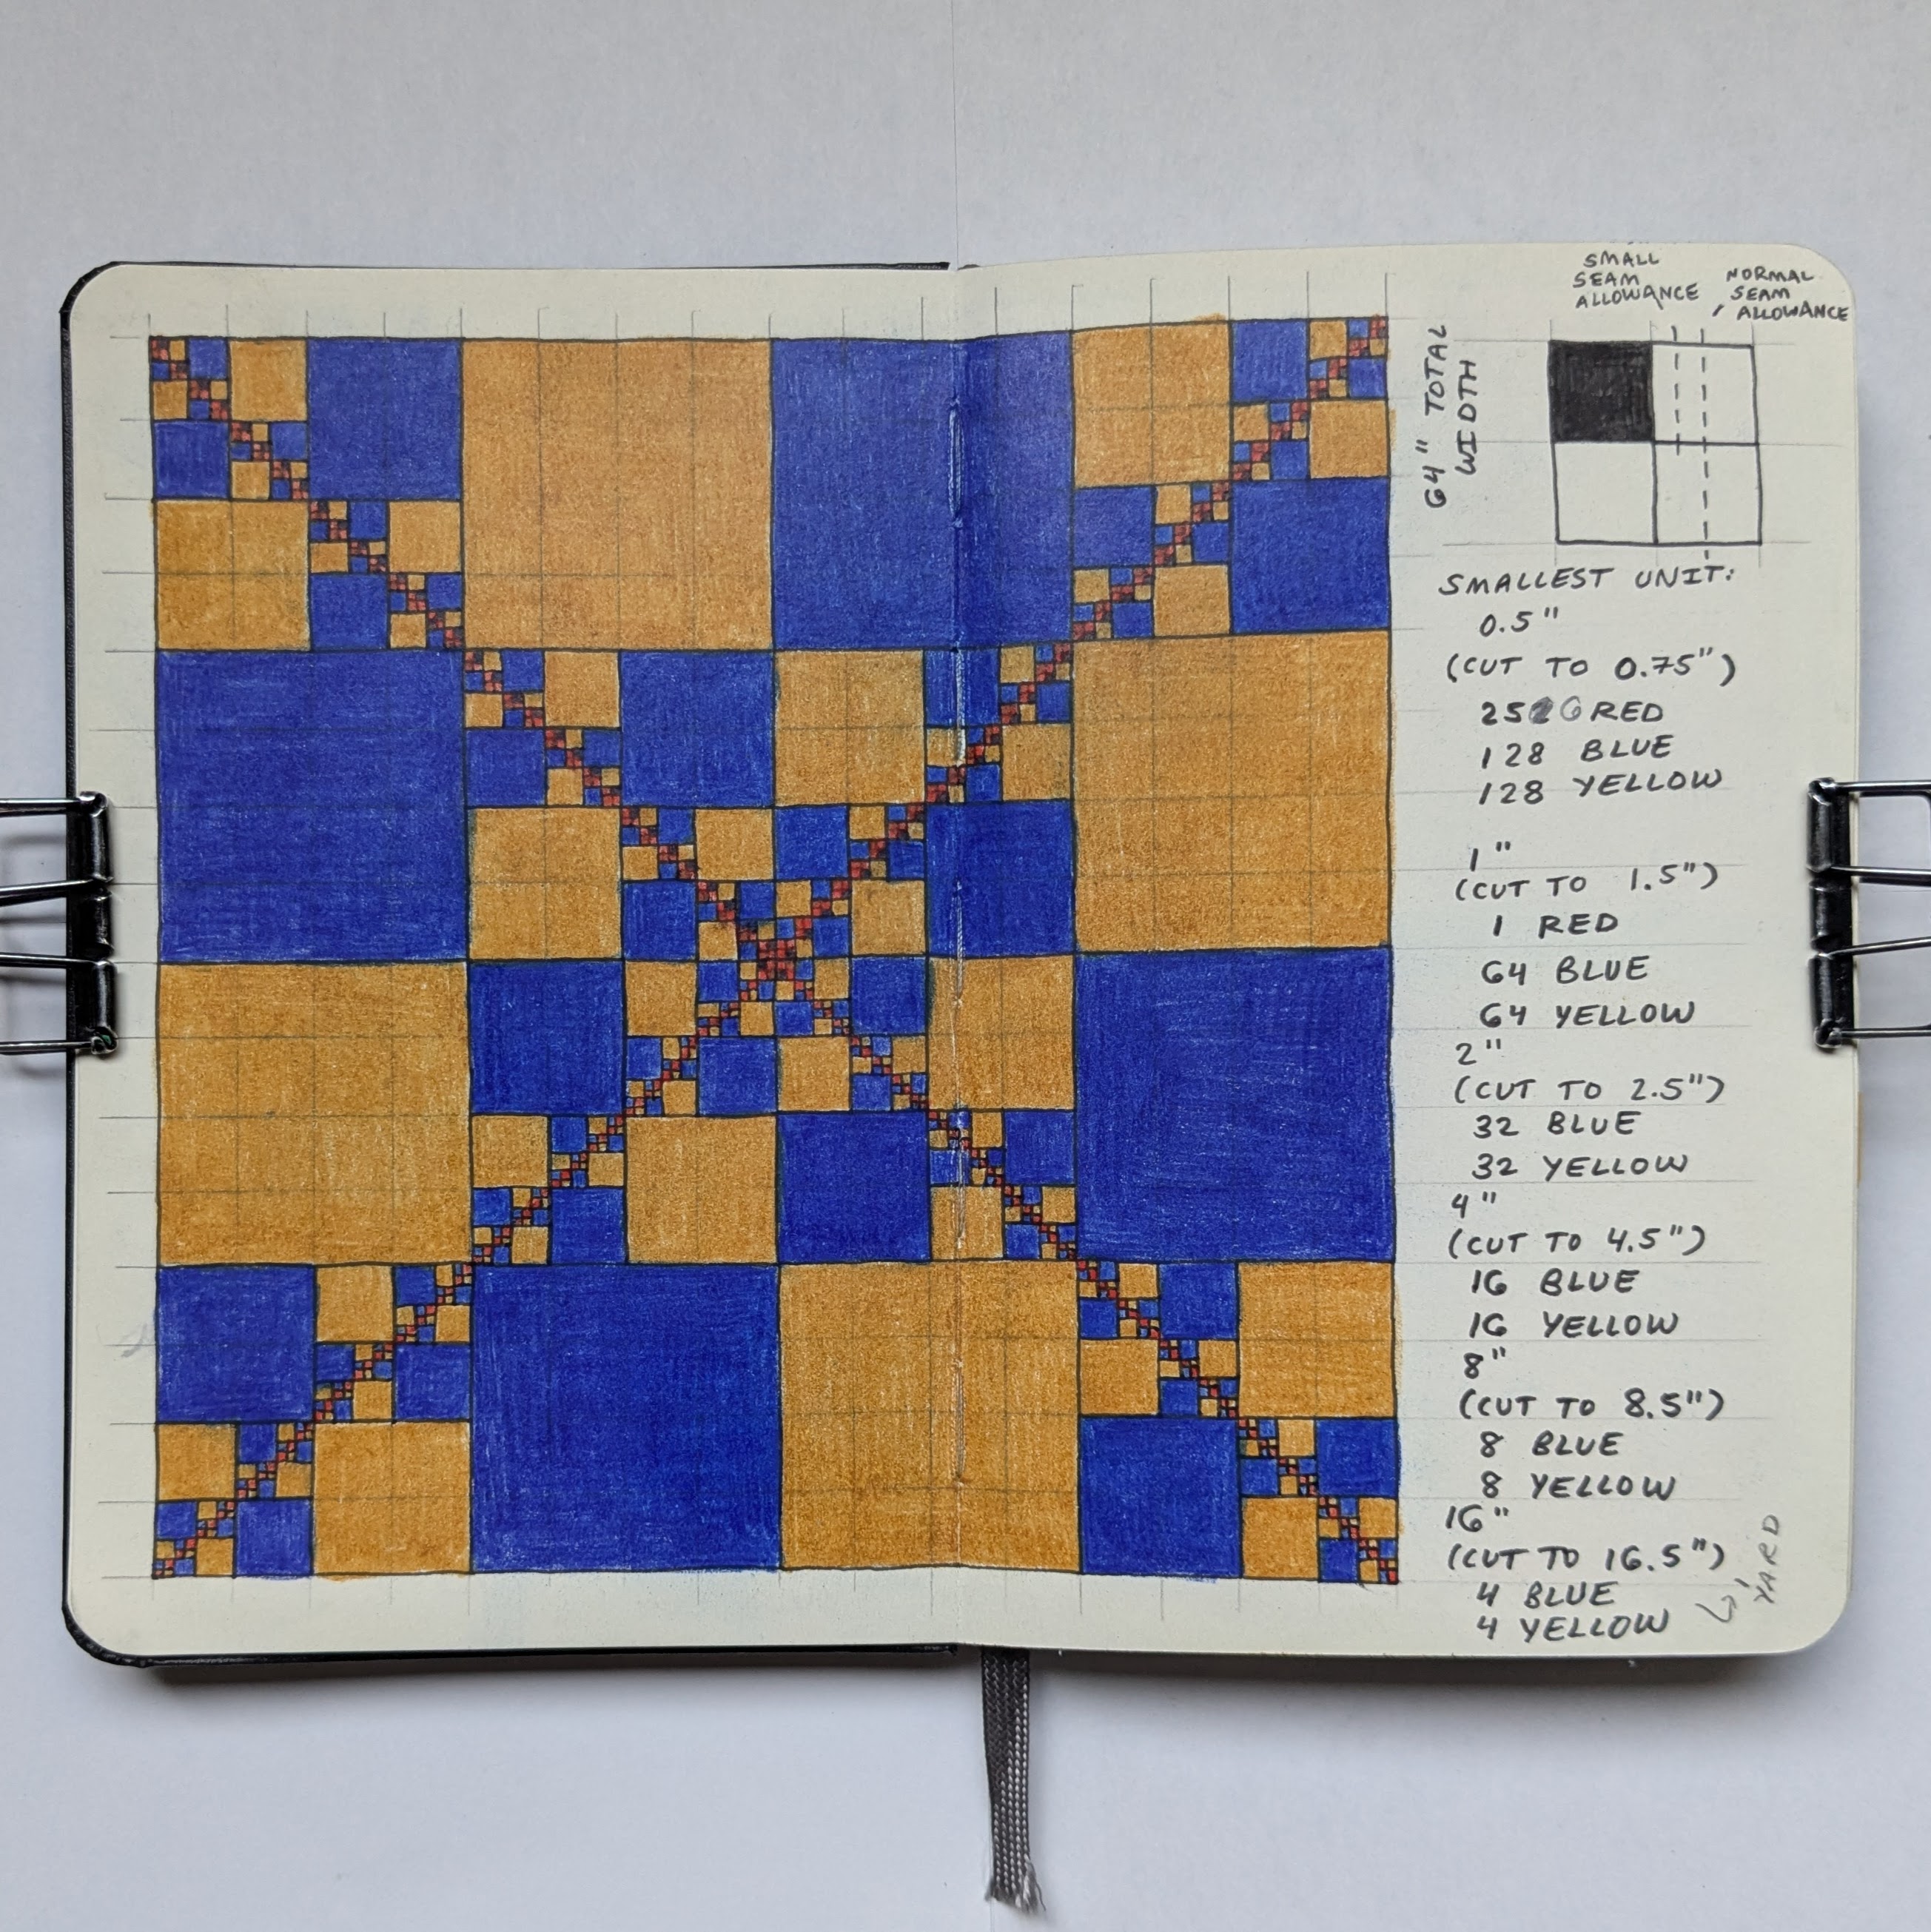 SMALL
SEAM
ALLOWANCE
NORMAL
SEAM
ALLOWANCE
64" TOTAL
WIDTH
SMALLEST UNIT:
0.5"
(CUT TO 0.75")
256 RED
128 BLUE
128 YELLOW
1"
(CUT TO 1.5")
1 RED
64 BLUE
64 YELLOW
2"
(CUT TO 2.5")
32 BLUE
32 YELLOW
4"
(CUT TO 4.5")
16 BLUE
16 YELLOW
8"
(CUT TO 8.5")
8 BLUE
8 YELLOW
16"
(CUT TO 16.5")
4 BLUE
4 YELLOW
1 YARD